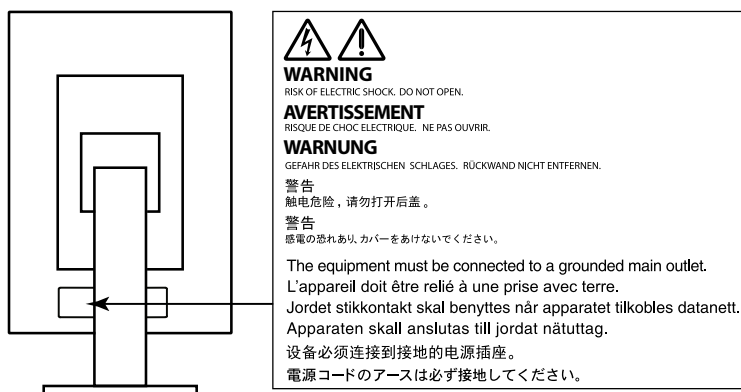 WARNING
RISK OF ELECTRIC SHOCK. DO NOT OPEN.
AVERTISSEMENT
RISQUE DE CHOC ELECTRIQUE. NE PAS OUVRIR.
WARNUNG
GEFAHR DES ELEKTRISCHEN SCHLAGES. RÜCKWAND NICHT ENTFERNEN.
警告
触电危险，请勿打开后盖。
警告
感電の恐れあり、カバーをあけないでください。
The equipment must be connected to a grounded main outlet.
L'appareil doit être relié à une prise avec terre.
Jordet stikkontakt skal benyttes når apparatet tilkobles datanett.
Apparaten skall anslutas till jordat nätuttag.
设备必须连接到接地的电源插座。
電源コードのアースは必ず接地してください。